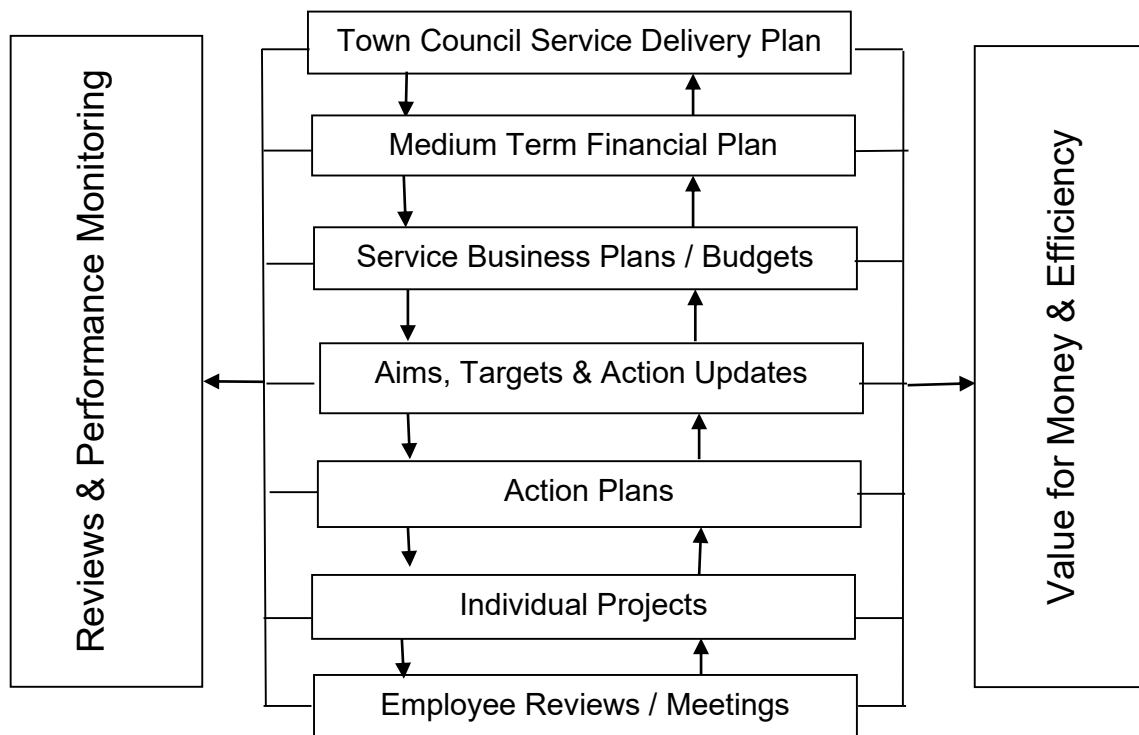 Reviews & Performance Monitoring
Town Council Service Delivery Plan
Medium Term Financial Plan
Service Business Plans / Budgets
Aims, Targets & Action Updates
Action Plans
Individual Projects
Employee Reviews / Meetings
Value for Money & Efficiency